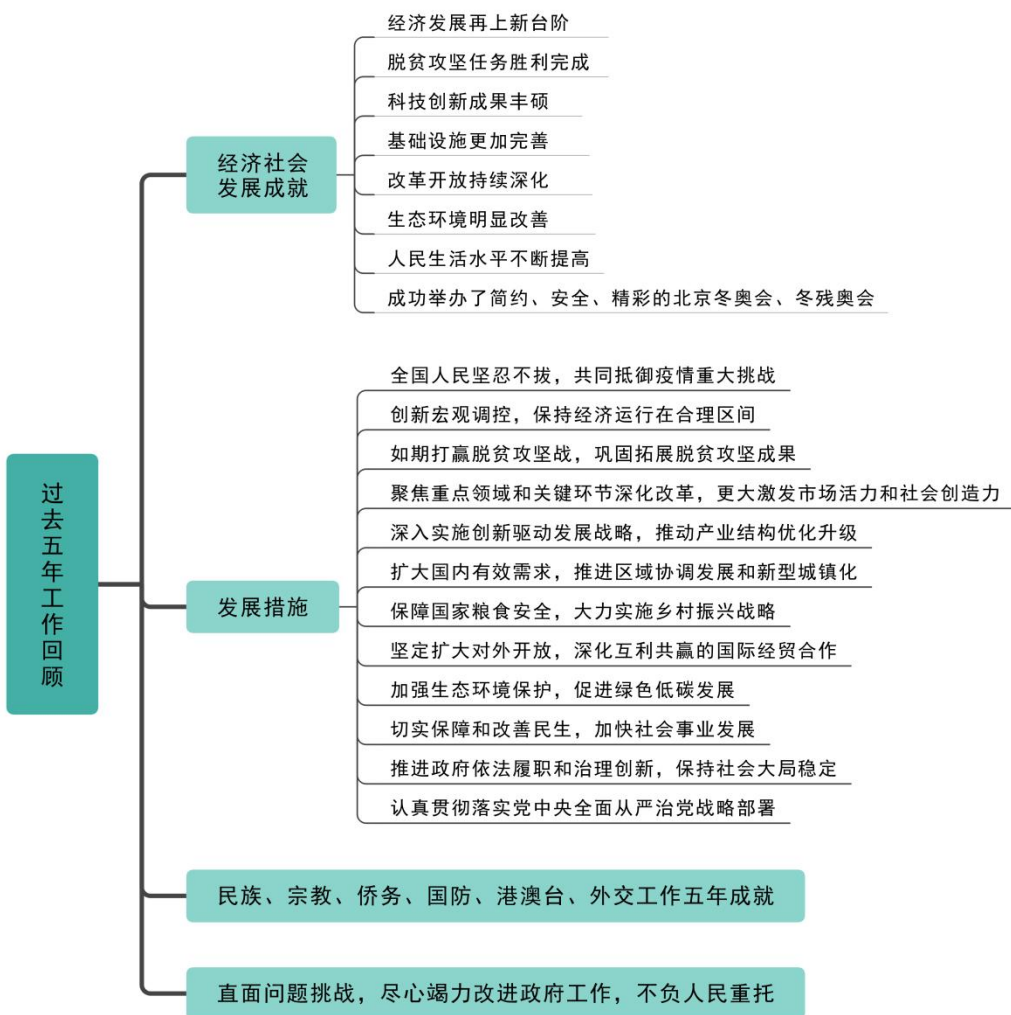 过去五年工作回顾
经济社会
发展成就
经济发展再上新台阶
脱贫攻坚任务胜利完成
科技创新成果丰硕
基础设施更加完善
改革开放持续深化
生态环境明显改善
人民生活水平不断提高
成功举办了简约、安全、精彩的北京冬奥会、冬残奥会
发展措施
全国人民坚忍不拔，共同抵御疫情重大挑战
创新宏观调控，保持经济运行在合理区间
如期打赢脱贫攻坚战，巩固拓展脱贫攻坚成果
聚焦重点领域和关键环节深化改革，更大激发市场活力和社会创造力
深入实施创新驱动发展战略，推动产业结构优化升级
扩大国内有效需求，推进区域协调发展和新型城镇化
保障国家粮食安全，大力实施乡村振兴战略
坚定扩大对外开放，深化互利共赢的国际经贸合作
加强生态环境保护，促进绿色低碳发展
切实保障和改善民生，加快社会事业发展
推进政府依法履职和治理创新，保持社会大局稳定
认真贯彻落实党中央全面从严治党战略部署
民族、宗教、侨务、国防、港澳台、外交工作五年成就
直面问题挑战，尽心竭力改进政府工作，不负人民重托